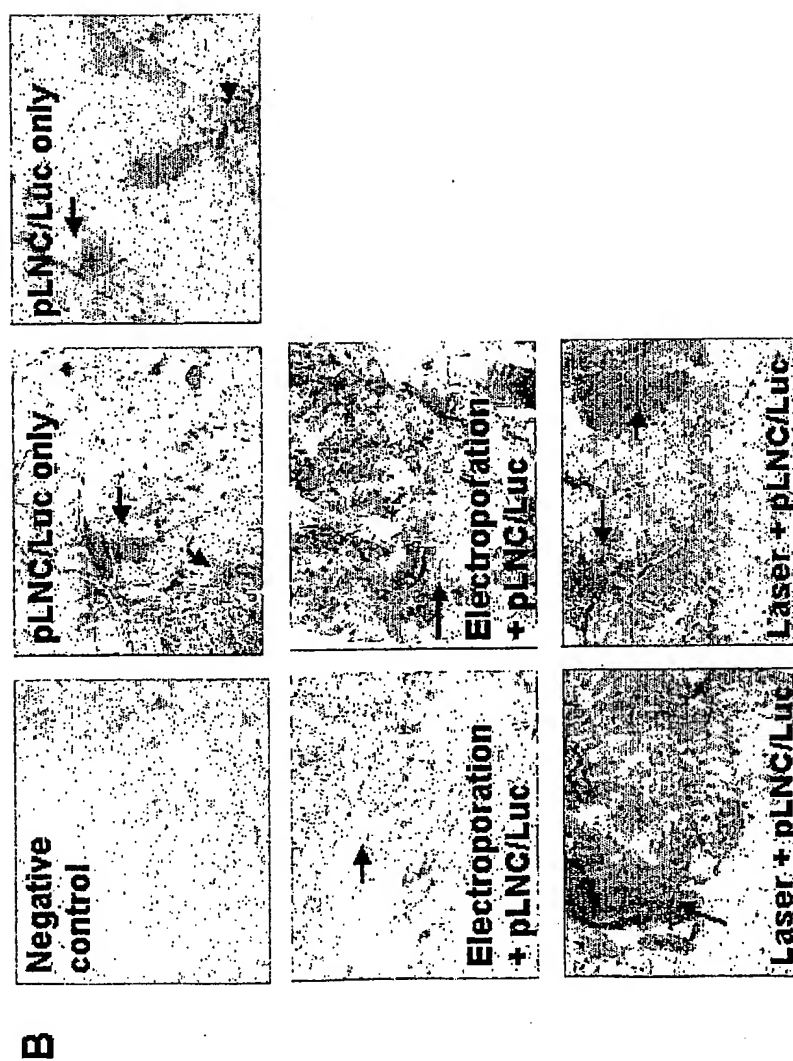 B
Negative
control
pLNC/Luc only
pLNC/Luc only
Electroporation
+ pLNC/Luc
Electroporation
+ pLNC/Luc
Laser + pLNC/Luc
Laser + pLNC/Luc